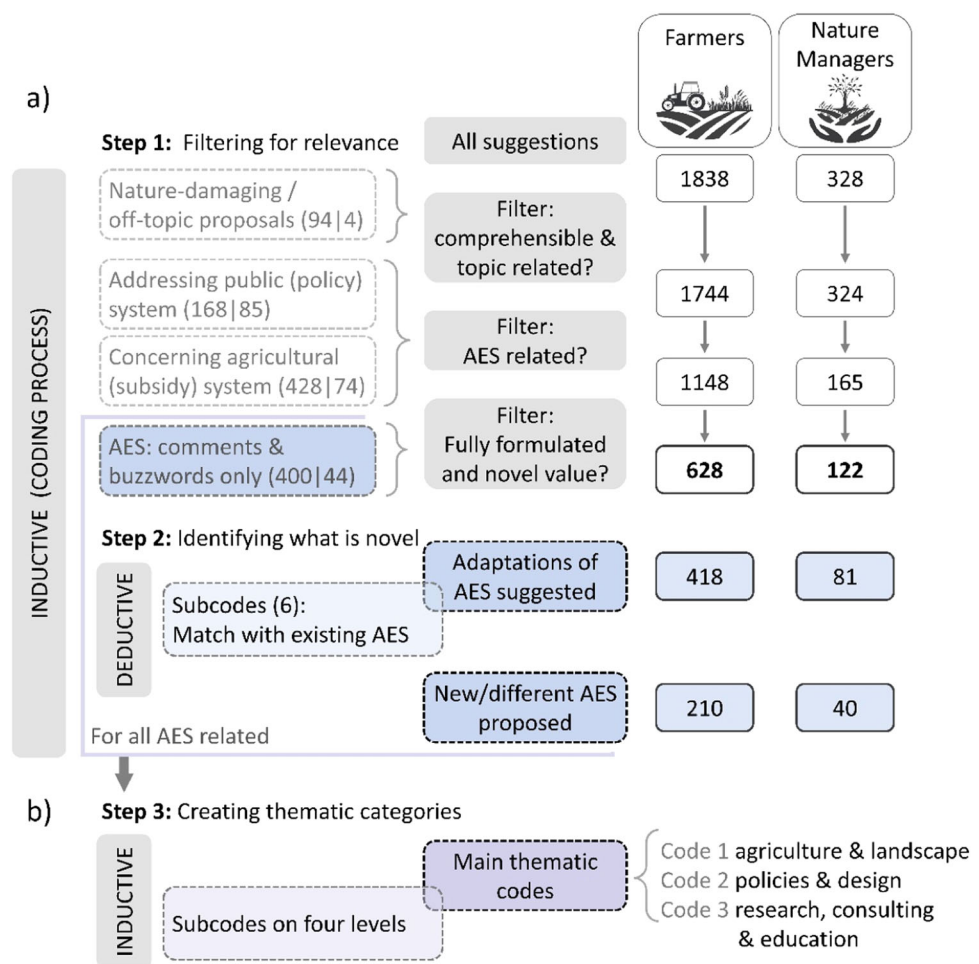 a)
Farmers
Nature
Managers
Step 1: Filtering for relevance
All suggestions
1838
328
INDUCTIVE (CODING PROCESS)
Nature-damaging /
off-topic proposals (94|4)
Filter:
comprehensible &
topic related?
1744
324
Addressing public (policy)
system (168|85)
Concerning agricultural
(subsidy) system (428|74)
Filter:
AES related?
1148
165
AES: comments &
buzzwords only (400|44)
Filter:
Fully formulated
and novel value?
628
122
Step 2: Identifying what is novel
DEDUCTIVE
Subcodes (6):
Match with existing AES
Adaptations of
AES suggested
418
81
New/different AES
proposed
210
40
For all AES related
b)
Step 3: Creating thematic categories
INDUCTIVE
Subcodes on four levels
Main thematic
codes
Code 1 agriculture & landscape
Code 2 policies & design
Code 3 research, consulting
& education